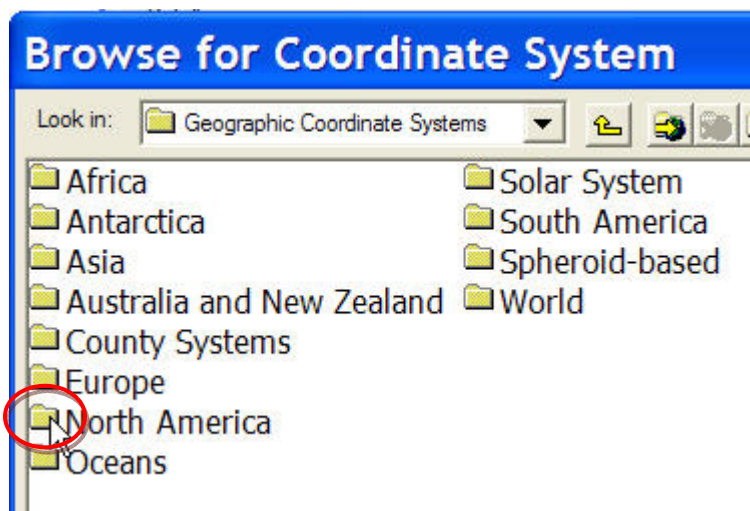 Browse for Coordinate System
Look in: Geographic Coordinate Systems
Africa
Antarctica
Asia
Australia and New Zealand
County Systems
Europe
North America
Oceans
Solar System
South America
Spheroid-based
World